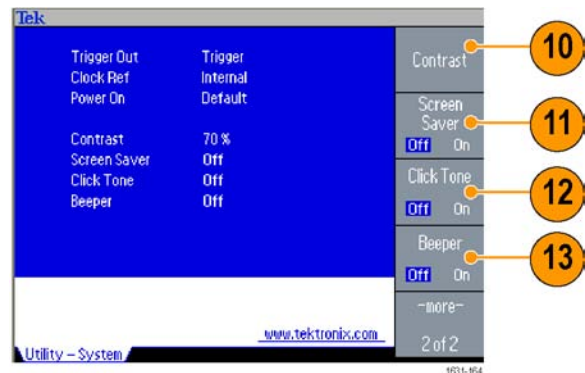 Tek
Trigger Out Trigger
Clock Ref Internal
Power On Default
Contrast 70 %
Screen Saver Off
Click Tone Off
Beeper Off
www.tektronix.com
Utility – System
Contrast
Screen
Saver
Off On
Click Tone
Off On
Beeper
Off On
-more-
2 of 2
10
11
12
13
1631-164